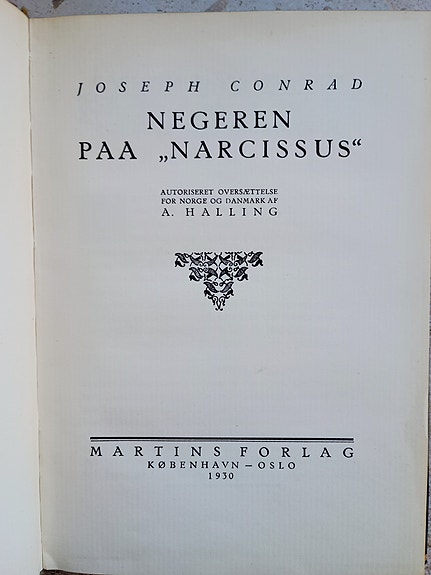 JOSEPH CONRAD
NEGEREN
PAA „NARCISSUS“
AUTORISERET OVERSÆTTELSE
FOR NORGE OG DANMARK AF
A. HALLING
MARTINS FORLAG
KØBENHAVN – OSLO
1930